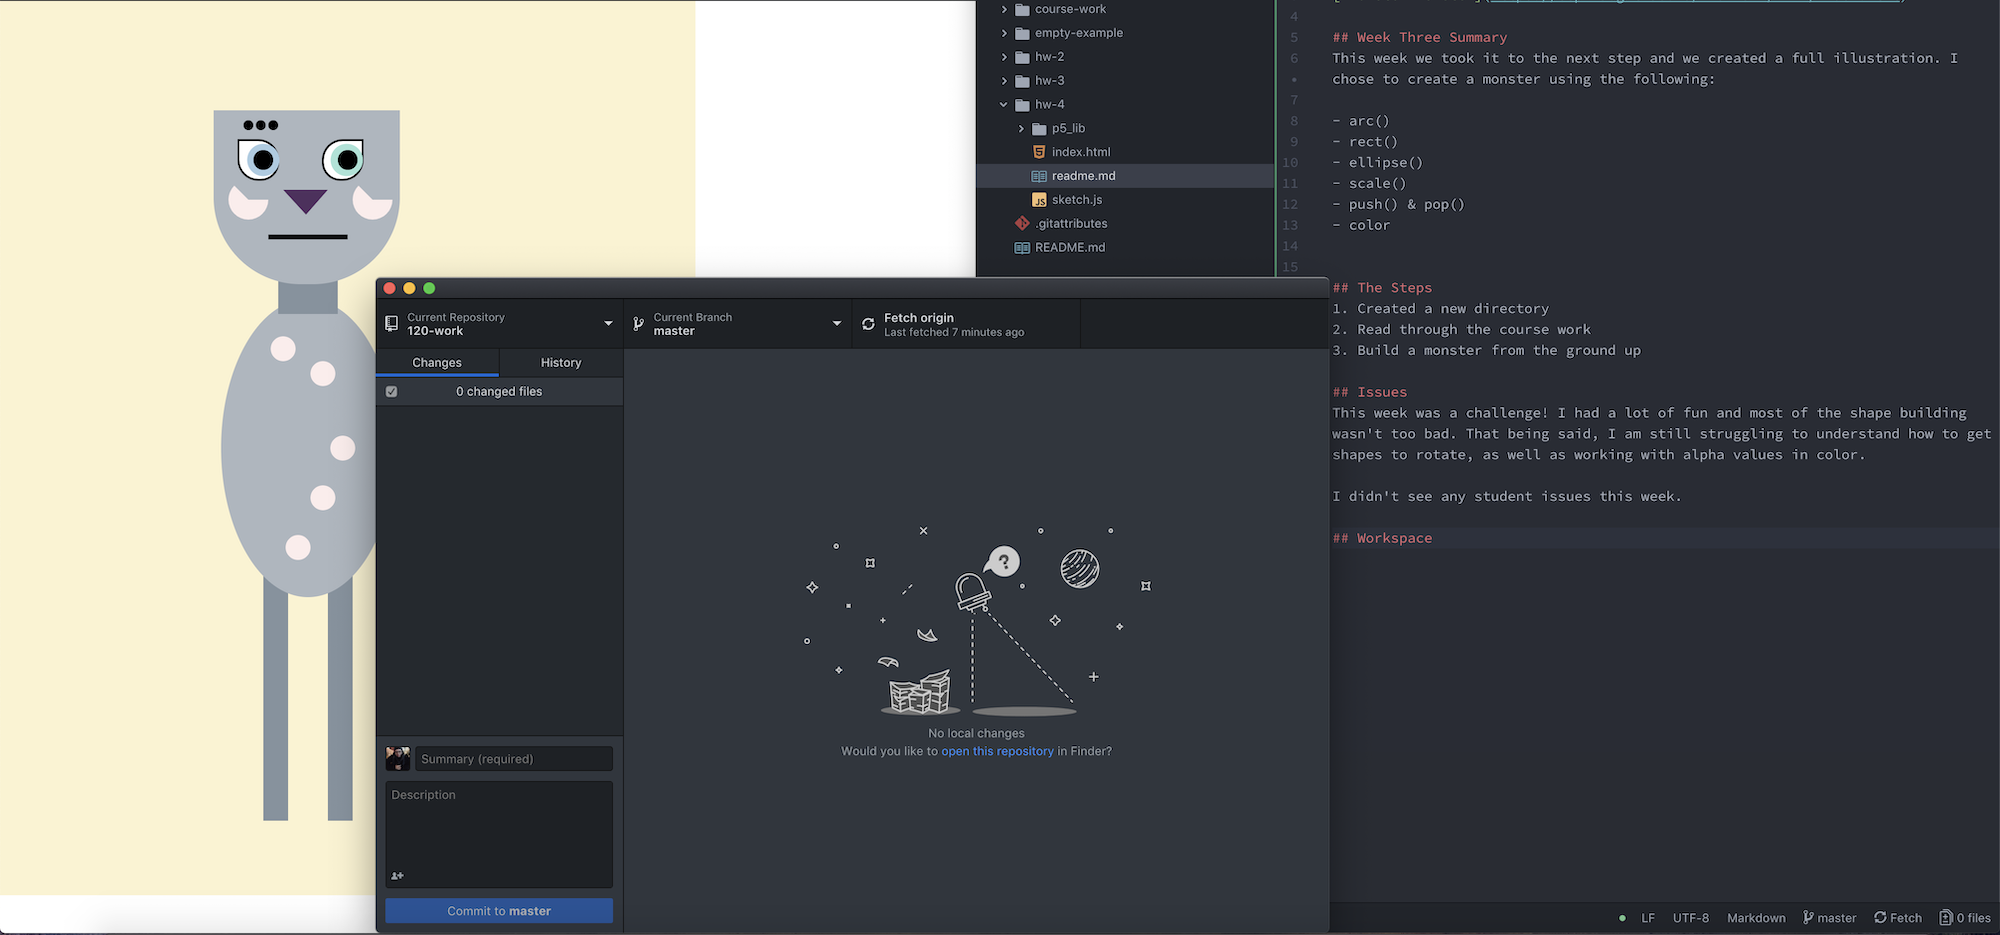 course-work
empty-example
hw-2
hw-3
hw-4
p5_lib
index.html
readme.md
sketch.js
.gitattributes
README.md
4
5 ## Week Three Summary
6 This week we took it to the next step and we created a full illustration. I
• chose to create a monster using the following:
7
8 - arc()
9 - rect()
10 - ellipse()
11 - scale()
12 - push() & pop()
13 - color
14
15
## The Steps
1. Created a new directory
2. Read through the course work
3. Build a monster from the ground up
## Issues
This week was a challenge! I had a lot of fun and most of the shape building
wasn't too bad. That being said, I am still struggling to understand how to get
shapes to rotate, as well as working with alpha values in color.
I didn't see any student issues this week.
## Workspace
Current Repository
120-work
Current Branch
master
Fetch origin
Last fetched 7 minutes ago
Changes
History
0 changed files
?
No local changes
Would you like to open this repository in Finder?
Summary (required)
Description
Commit to master
LF UTF-8 Markdown master Fetch 0 files